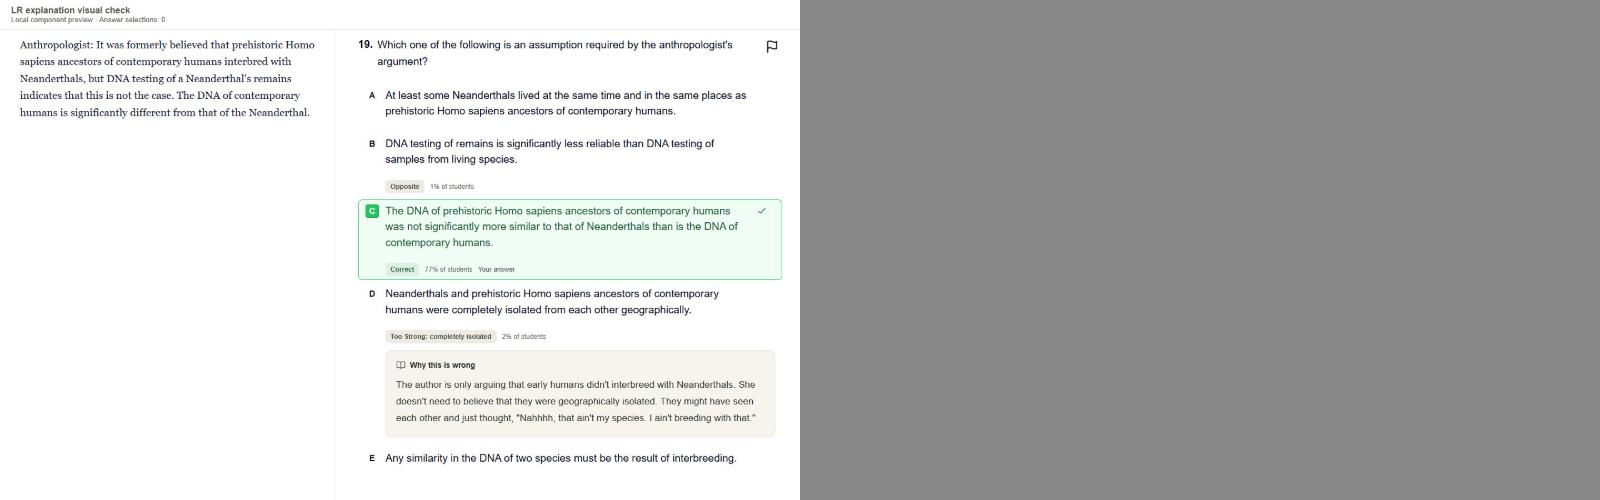 LR explanation visual check
Local component preview · Answer selections: 0
Anthropologist: It was formerly believed that prehistoric Homo
sapiens ancestors of contemporary humans interbred with
Neanderthals, but DNA testing of a Neanderthal's remains
indicates that this is not the case. The DNA of contemporary
humans is significantly different from that of the Neanderthal.
19. Which one of the following is an assumption required by the anthropologist's
argument?
A At least some Neanderthals lived at the same time and in the same places as
prehistoric Homo sapiens ancestors of contemporary humans.
B DNA testing of remains is significantly less reliable than DNA testing of
samples from living species.
Opposite 1% of students
C The DNA of prehistoric Homo sapiens ancestors of contemporary humans
was not significantly more similar to that of Neanderthals than is the DNA of
contemporary humans.
Correct 77% of students · Your answer
D Neanderthals and prehistoric Homo sapiens ancestors of contemporary
humans were completely isolated from each other geographically.
Too Strong: completely isolated 2% of students
Why this is wrong
The author is only arguing that early humans didn't interbreed with Neanderthals. She
doesn't need to believe that they were geographically isolated. They might have seen
each other and just thought, "Nahhhh, that ain't my species. I ain't breeding with that."
E Any similarity in the DNA of two species must be the result of interbreeding.